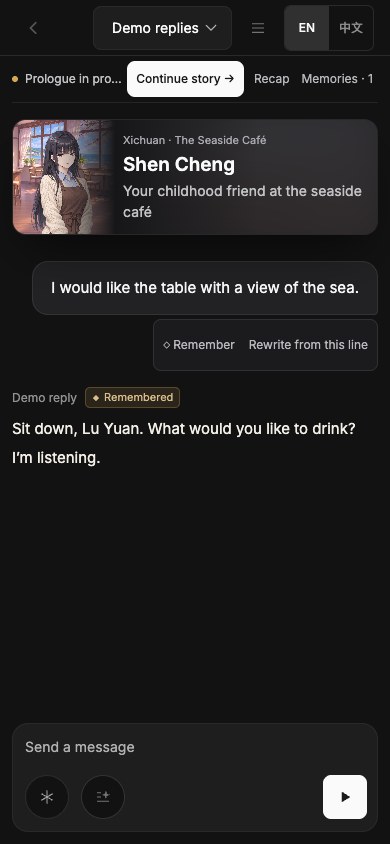 Demo replies
EN
中文
Prologue in pro...
Continue story →
Recap
Memories · 1
Xichuan · The Seaside Café
Shen Cheng
Your childhood friend at the seaside
café
I would like the table with a view of the sea.
◇ Remember
Rewrite from this line
Demo reply
◆ Remembered
Sit down, Lu Yuan. What would you like to drink?
I'm listening.
Send a message